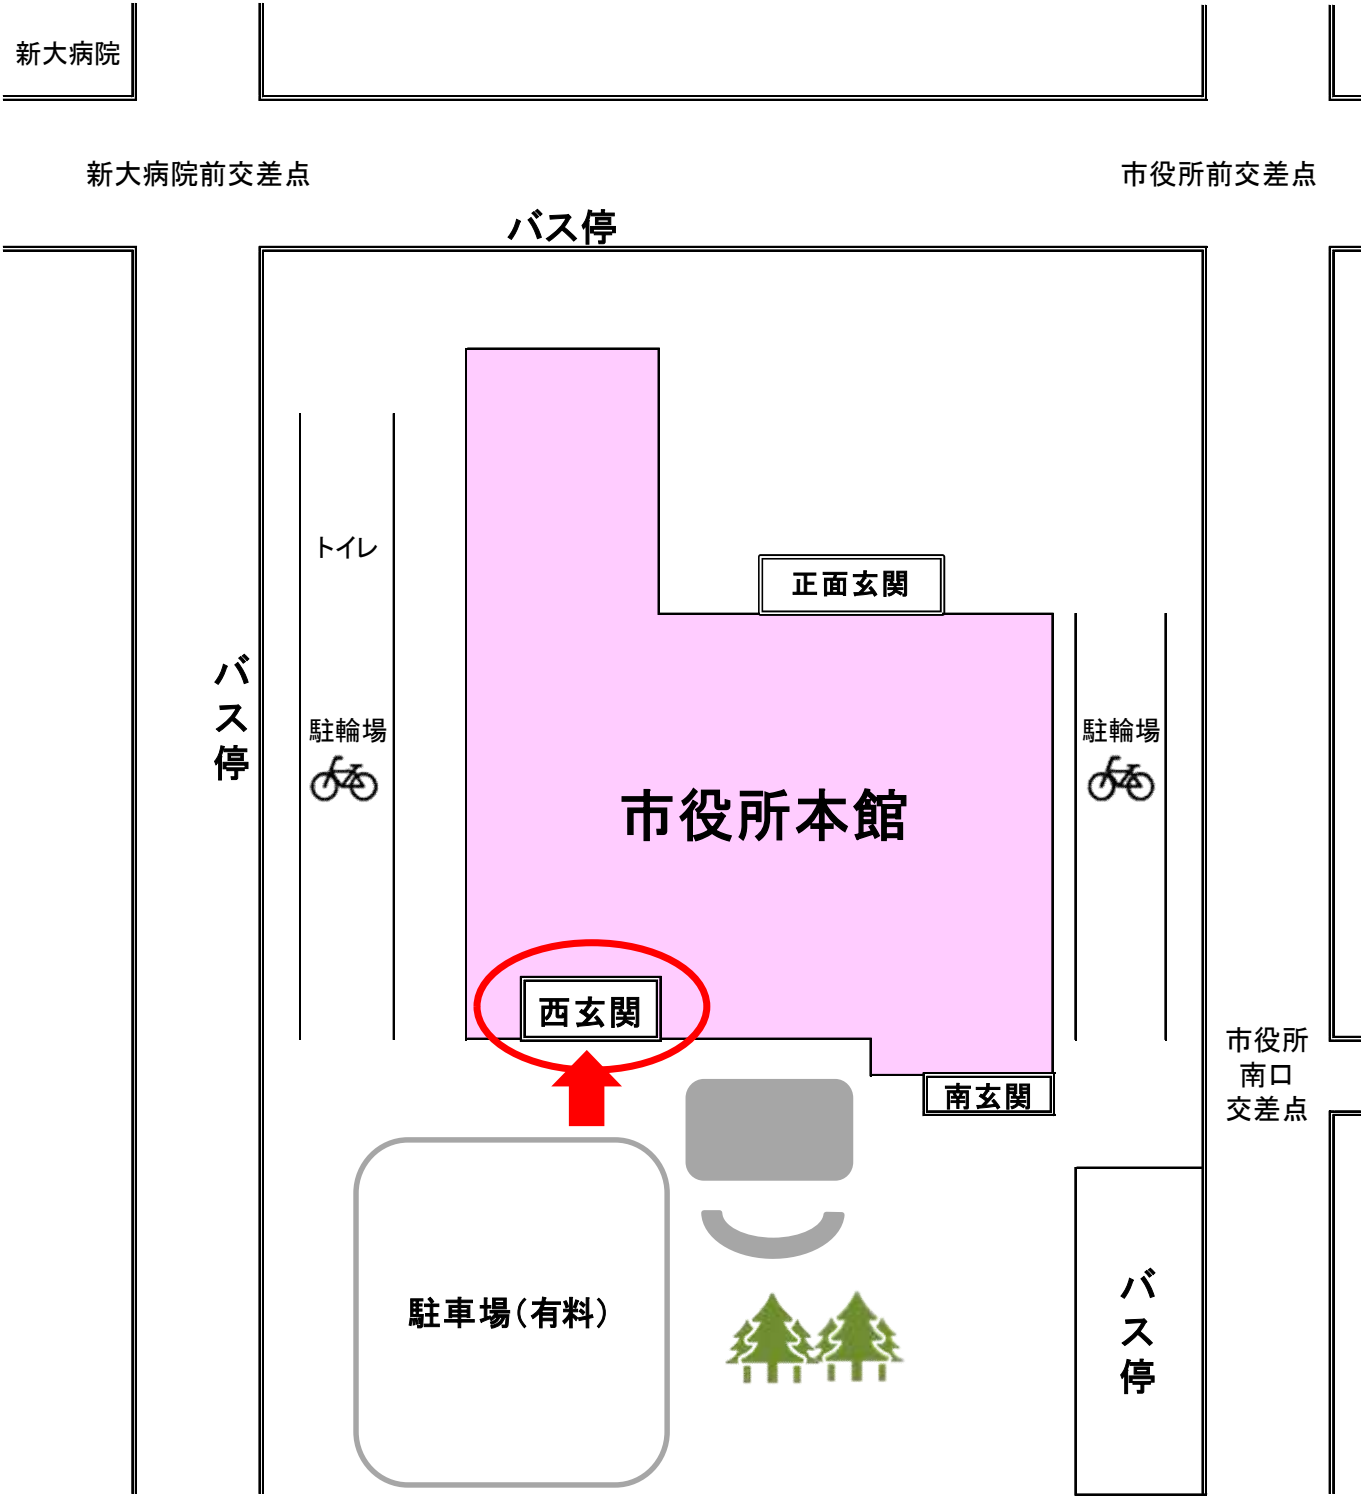 新大病院
新大病院前交差点
市役所前交差点
バス停
トイレ
正面玄関
バス停
駐輪場
駐輪場
市役所本館
西玄関
市役所
南口
交差点
南玄関
駐車場(有料)
バス停